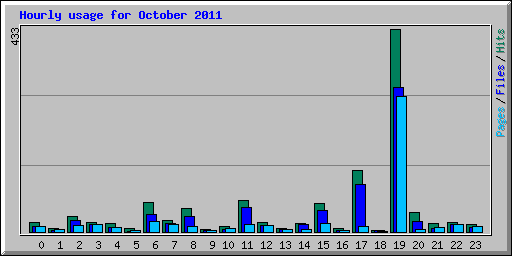 Hourly usage for October 2011
433
Pages/Files/Hits
0 1 2 3 4 5 6 7 8 9 10 11 12 13 14 15 16 17 18 19 20 21 22 23